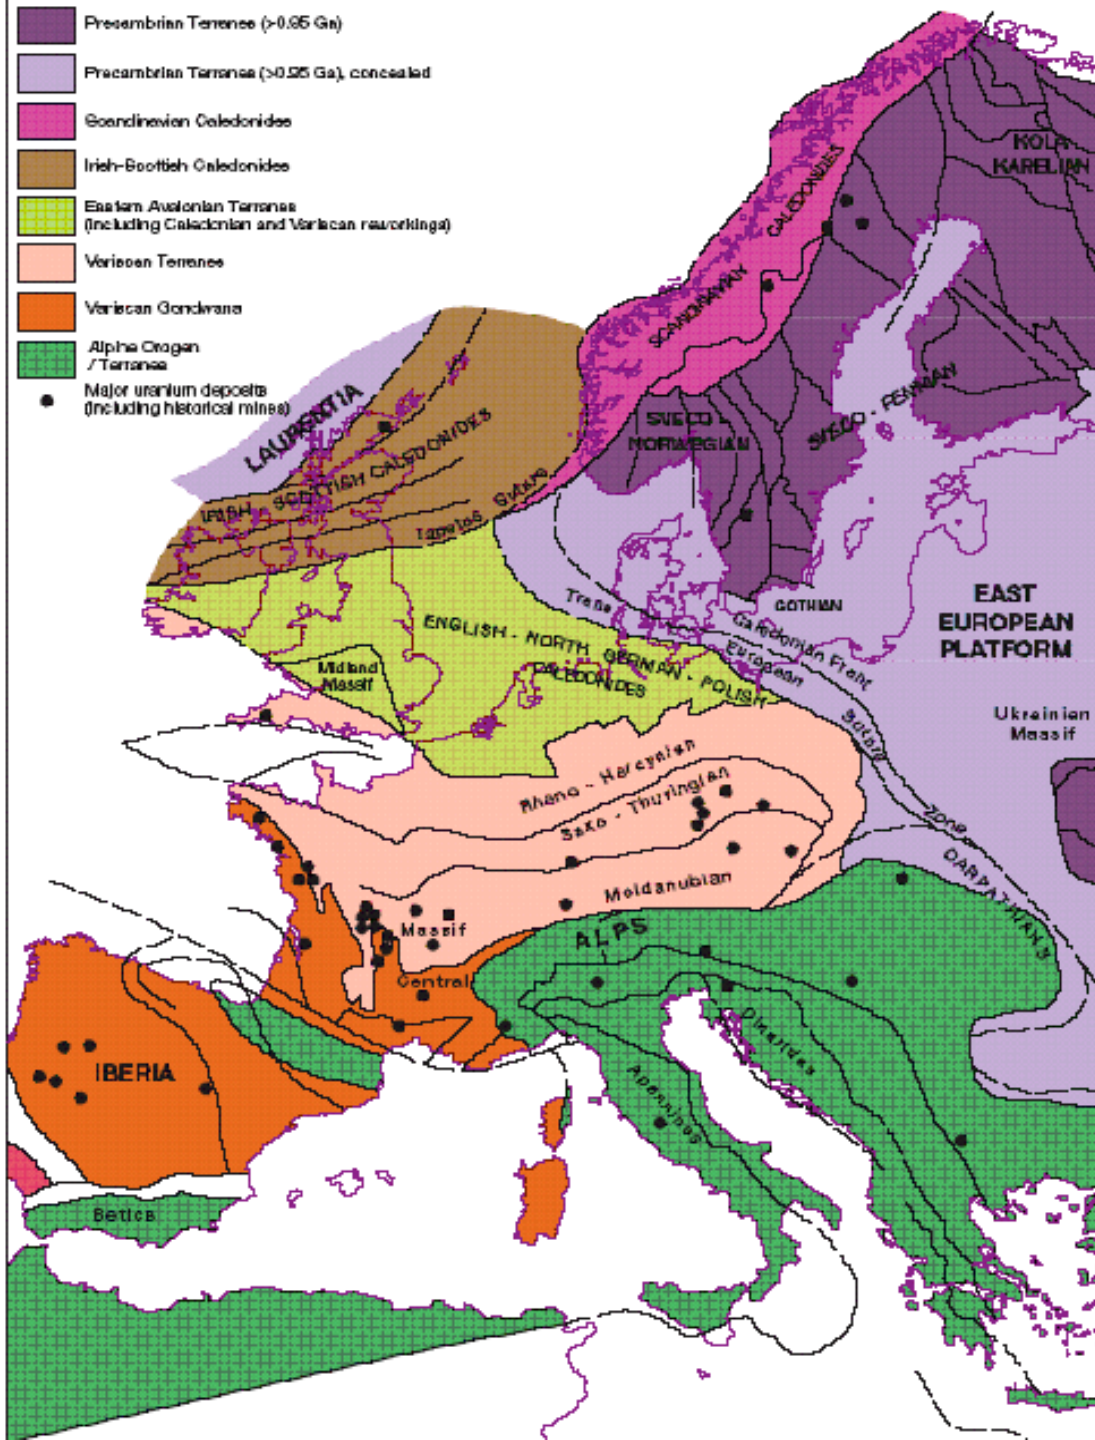 Precambrian Terranes (>0.95 Ga)
Precambrian Terranes (>0.95 Ga), concealed
Scandinavian Caledonides
Irish-Scottish Caledonides
Eastern Avalonian Terranes
(including Caledonian and Variscan reworkings)
Variscan Terranes
Variscan Gondwana
Alpine Orogen
/ Terranes
Major uranium deposits
(including historical mines)
KOLA
KARELIAN
SCANDINAVIAN CALEDONIDES
LAURENTIA
IRISH - SCOTTISH CALEDONIDES
Iapetus Suture
SVECO -
NORWEGIAN
SVECO - FENNIAN
GOTHIAN
EAST
EUROPEAN
PLATFORM
Trans European Suture Zone
Caledonian Front
ENGLISH - NORTH GERMAN - POLISH
CALEDONIDES
Midland
Massif
Ukrainian
Massif
Rheno - Hercynian
Saxo - Thuringian
Moldanubian
CARPATHIANS
Massif
Central
ALPS
Dinarides
Apennines
IBERIA
Betics